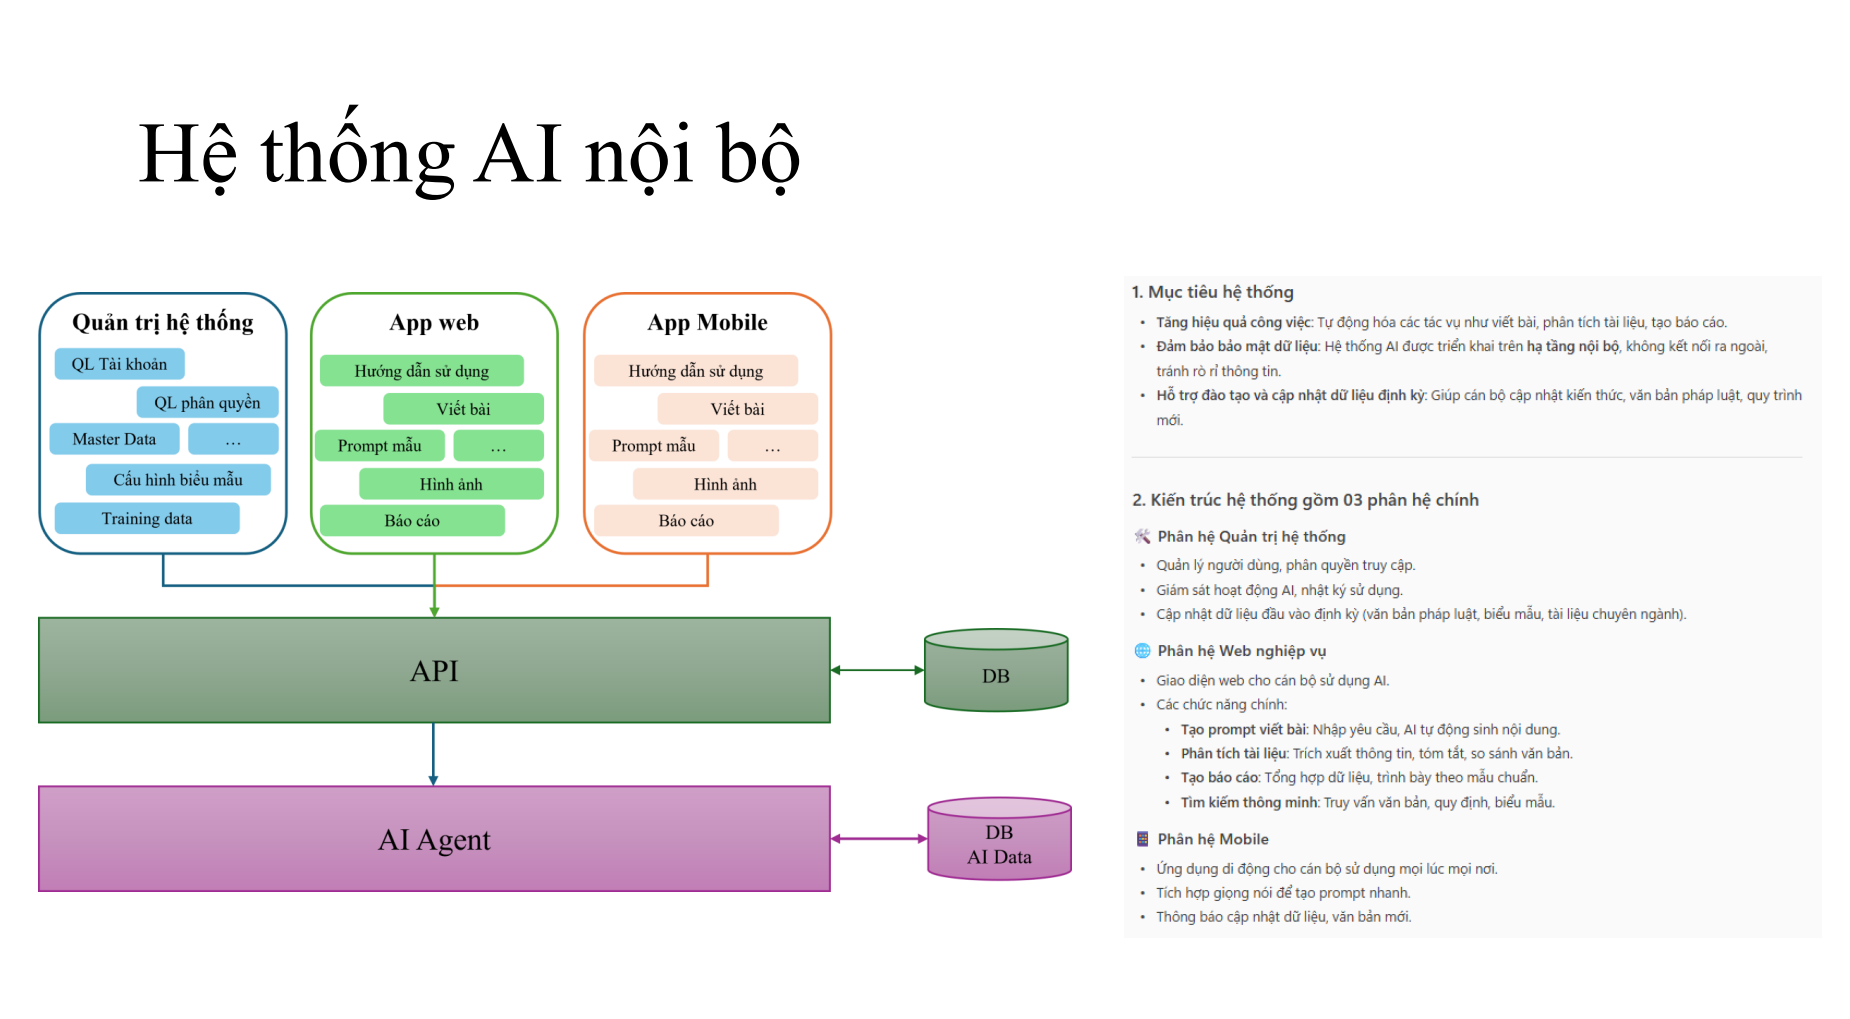 Hệ thống AI nội bộ
Quản trị hệ thống
QL Tài khoản
QL phân quyền
Master Data
...
Cấu hình biểu mẫu
Training data
App web
Hướng dẫn sử dụng
Viết bài
Prompt mẫu
...
Hình ảnh
Báo cáo
App Mobile
Hướng dẫn sử dụng
Viết bài
Prompt mẫu
...
Hình ảnh
Báo cáo
API
DB
AI Agent
DB
AI Data
1. Mục tiêu hệ thống
• Tăng hiệu quả công việc: Tự động hóa các tác vụ như viết bài, phân tích tài liệu, tạo báo cáo.
• Đảm bảo bảo mật dữ liệu: Hệ thống AI được triển khai trên hạ tầng nội bộ, không kết nối ra ngoài,
tránh rò rỉ thông tin.
• Hỗ trợ đào tạo và cập nhật dữ liệu định kỳ: Giúp cán bộ cập nhật kiến thức, văn bản pháp luật, quy trình
mới.
2. Kiến trúc hệ thống gồm 03 phân hệ chính
Phân hệ Quản trị hệ thống
• Quản lý người dùng, phân quyền truy cập.
• Giám sát hoạt động AI, nhật ký sử dụng.
• Cập nhật dữ liệu đầu vào định kỳ (văn bản pháp luật, biểu mẫu, tài liệu chuyên ngành).
Phân hệ Web nghiệp vụ
• Giao diện web cho cán bộ sử dụng AI.
• Các chức năng chính:
• Tạo prompt viết bài: Nhập yêu cầu, AI tự động sinh nội dung.
• Phân tích tài liệu: Trích xuất thông tin, tóm tắt, so sánh văn bản.
• Tạo báo cáo: Tổng hợp dữ liệu, trình bày theo mẫu chuẩn.
• Tìm kiếm thông minh: Truy vấn văn bản, quy định, biểu mẫu.
Phân hệ Mobile
• Ứng dụng di động cho cán bộ sử dụng mọi lúc mọi nơi.
• Tích hợp giọng nói để tạo prompt nhanh.
• Thông báo cập nhật dữ liệu, văn bản mới.